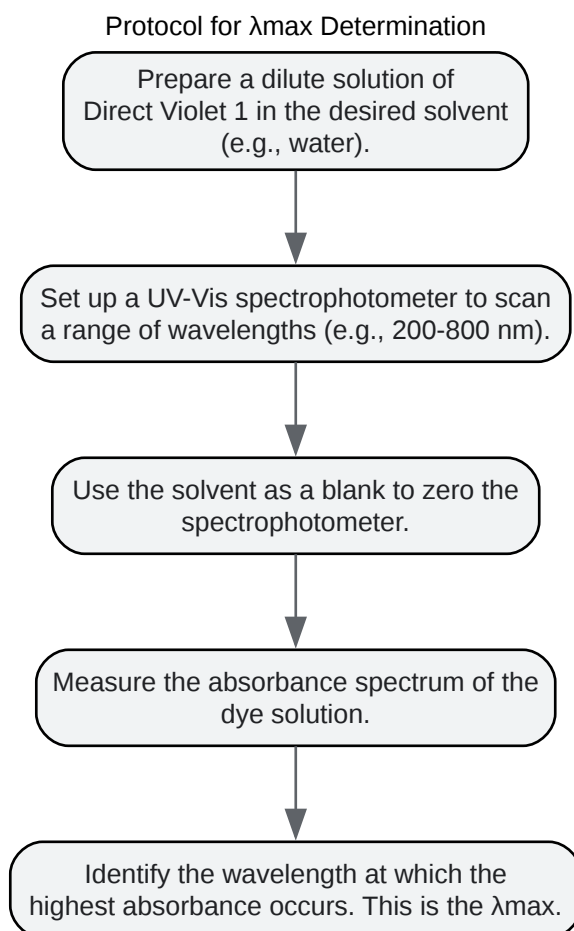 Protocol for λmax Determination
Prepare a dilute solution of
Direct Violet 1 in the desired solvent
(e.g., water).
Set up a UV-Vis spectrophotometer to scan
a range of wavelengths (e.g., 200-800 nm).
Use the solvent as a blank to zero the
spectrophotometer.
Measure the absorbance spectrum of the
dye solution.
Identify the wavelength at which the
highest absorbance occurs. This is the λmax.